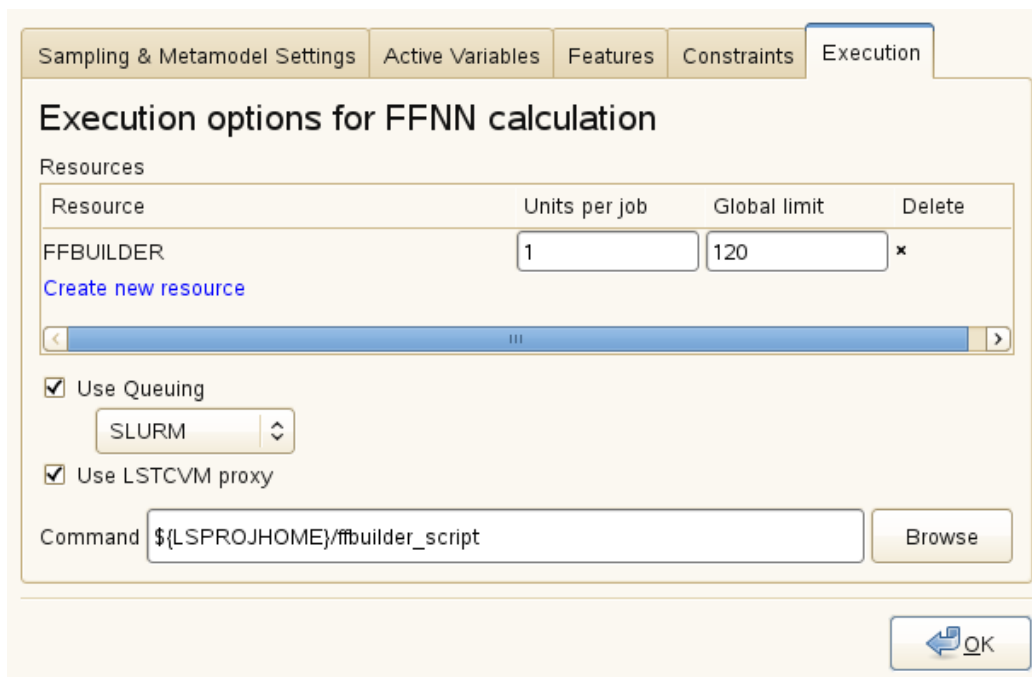 Sampling & Metamodel Settings Active Variables Features Constraints Execution
Execution options for FFNN calculation
Resources
Resource Units per job Global limit Delete
FFBUILDER 1 120 ×
Create new resource
Use Queuing
SLURM
Use LSTCVM proxy
Command ${LSPROJHOME}/ffbuilder_script Browse
OK